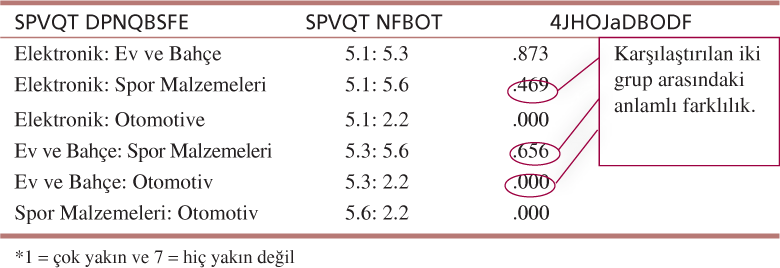 SPVQT DPNQBSFE SPVQT NFBOT 4JHOJaDBODF
Elektronik: Ev ve Bahçe 5.1: 5.3 .873
Elektronik: Spor Malzemeleri 5.1: 5.6 .469
Elektronik: Otomotive 5.1: 2.2 .000
Ev ve Bahçe: Spor Malzemeleri 5.3: 5.6 .656
Ev ve Bahçe: Otomotiv 5.3: 2.2 .000
Spor Malzemeleri: Otomotiv 5.6: 2.2 .000
Karşılaştırılan iki
grup arasındaki
anlamlı farklılık.
*1 = çok yakın ve 7 = hiç yakın değil